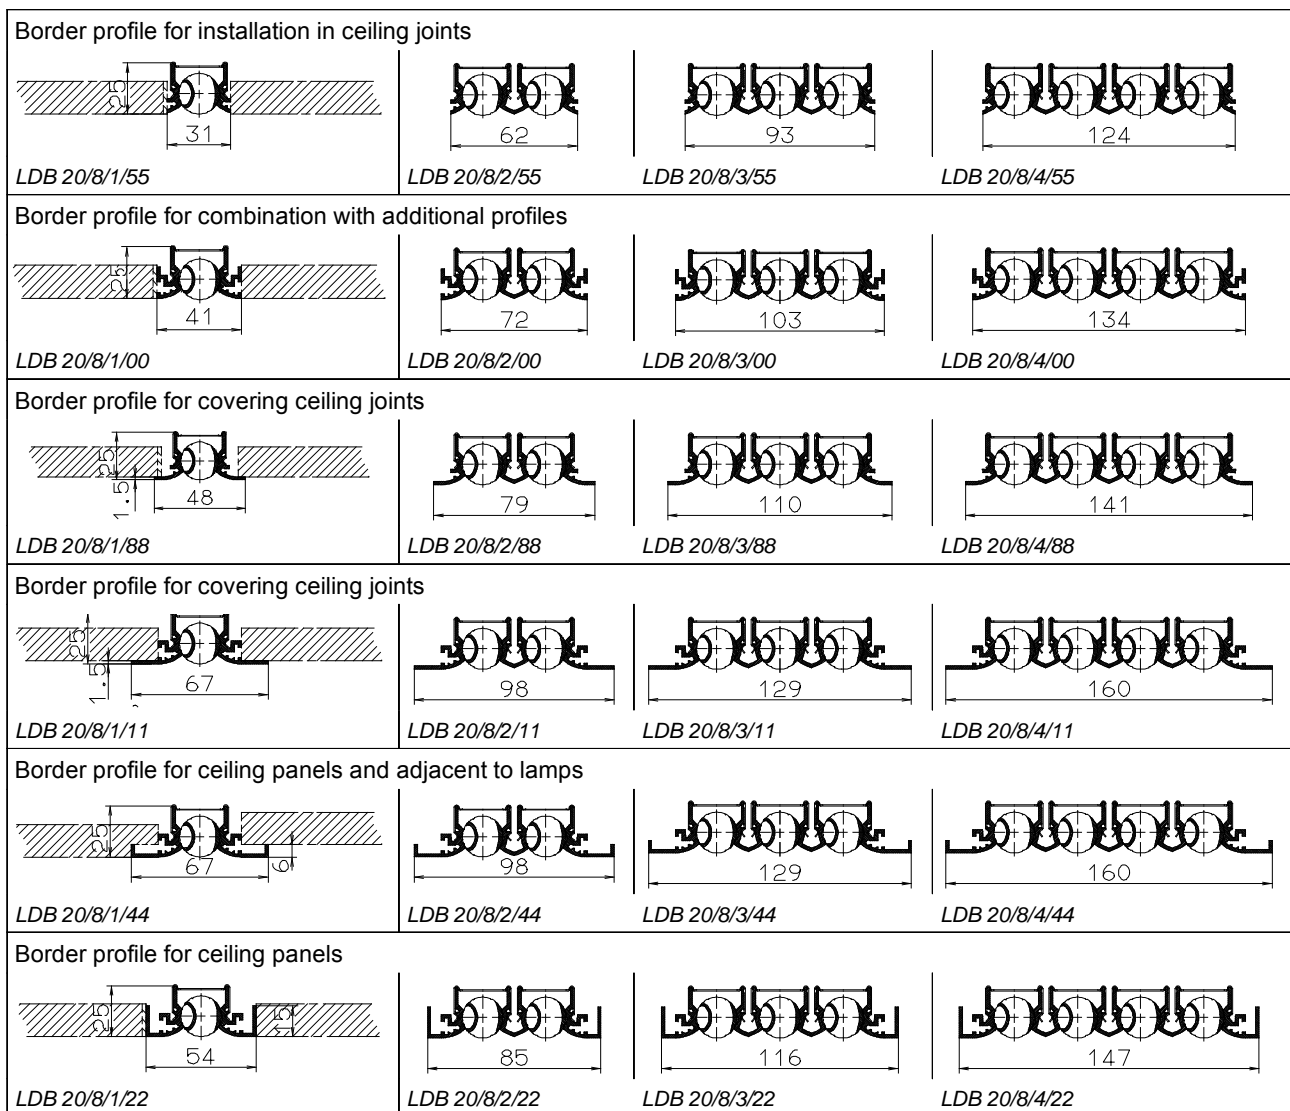 Border profile for installation in ceiling joints
25
31 62 93 124
LDB 20/8/1/55 LDB 20/8/2/55 LDB 20/8/3/55 LDB 20/8/4/55
Border profile for combination with additional profiles
25
41 72 103 134
LDB 20/8/1/00 LDB 20/8/2/00 LDB 20/8/3/00 LDB 20/8/4/00
Border profile for covering ceiling joints
25
1.5 48 79 110 141
LDB 20/8/1/88 LDB 20/8/2/88 LDB 20/8/3/88 LDB 20/8/4/88
Border profile for covering ceiling joints
25
1.5 67 98 129 160
LDB 20/8/1/11 LDB 20/8/2/11 LDB 20/8/3/11 LDB 20/8/4/11
Border profile for ceiling panels and adjacent to lamps
25
67 6 98 129 160
LDB 20/8/1/44 LDB 20/8/2/44 LDB 20/8/3/44 LDB 20/8/4/44
Border profile for ceiling panels
25 15
54 85 116 147
LDB 20/8/1/22 LDB 20/8/2/22 LDB 20/8/3/22 LDB 20/8/4/22